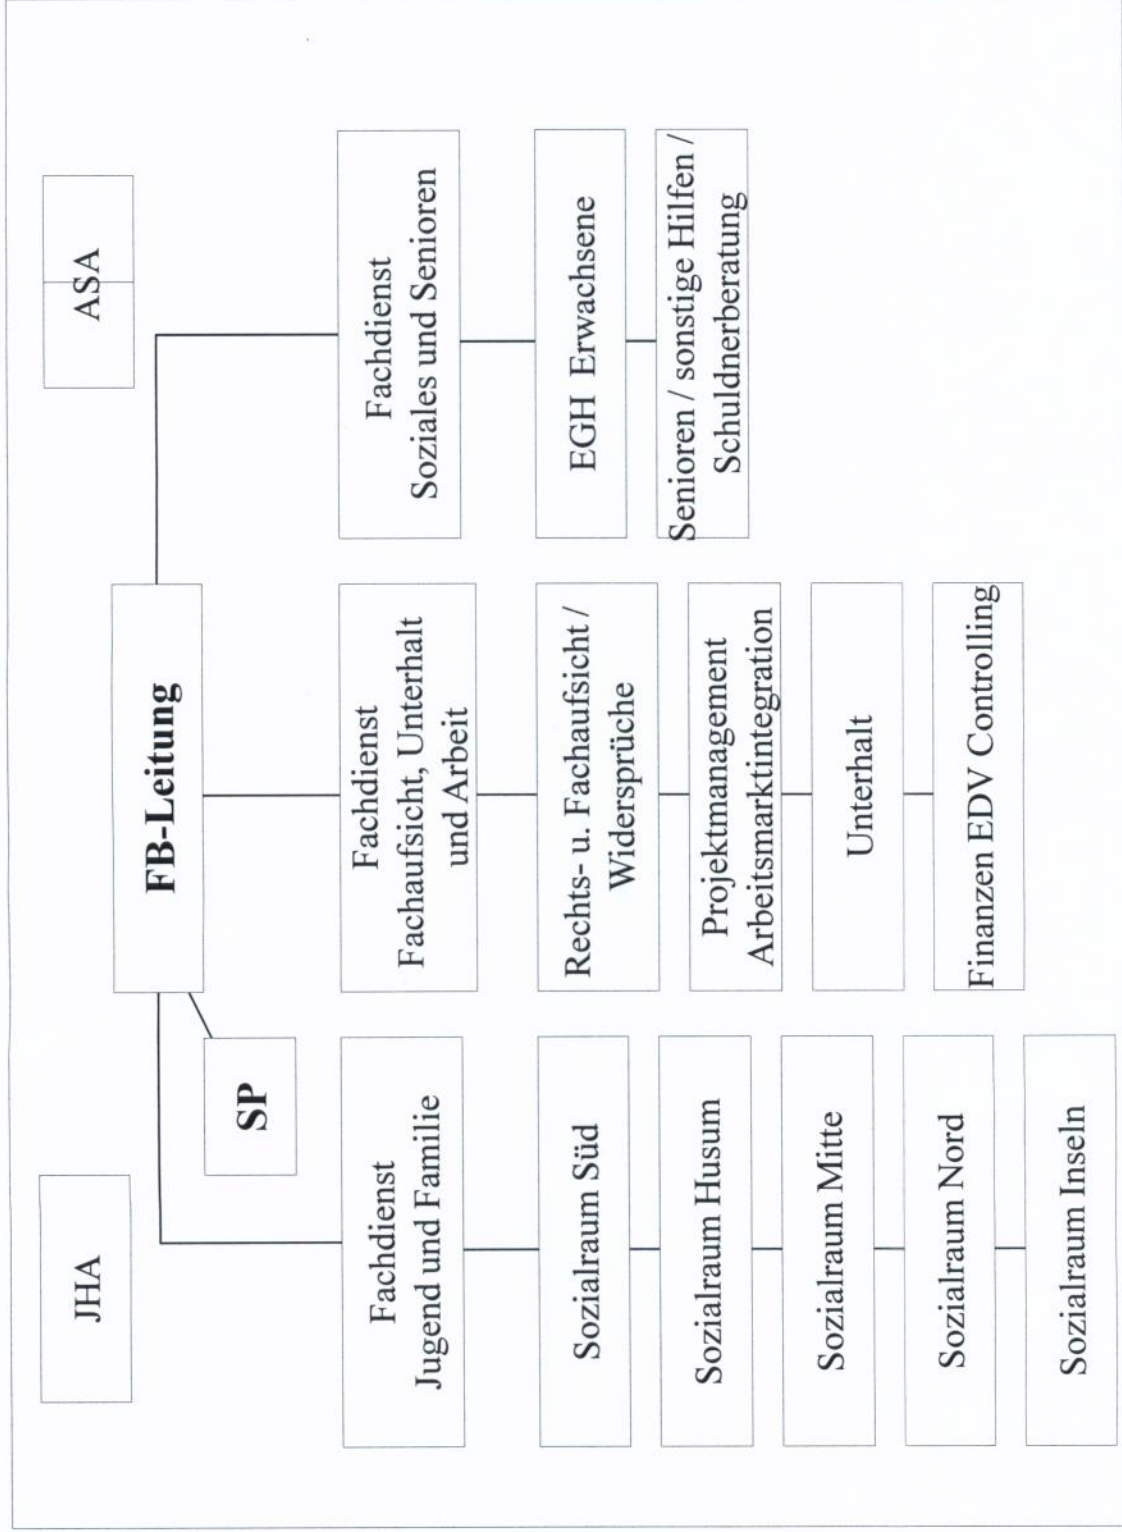 JHA
ASA
FB-Leitung
SP
Fachdienst
Jugend und Familie
Sozialraum Süd
Sozialraum Husum
Sozialraum Mitte
Sozialraum Nord
Sozialraum Inseln
Fachdienst
Fachaufsicht, Unterhalt
und Arbeit
Rechts- u. Fachaufsicht /
Widersprüche
Projektmanagement
Arbeitsmarktintegration
Unterhalt
Finanzen EDV Controlling
Fachdienst
Soziales und Senioren
EGH Erwachsene
Senioren / sonstige Hilfen /
Schuldnerberatung